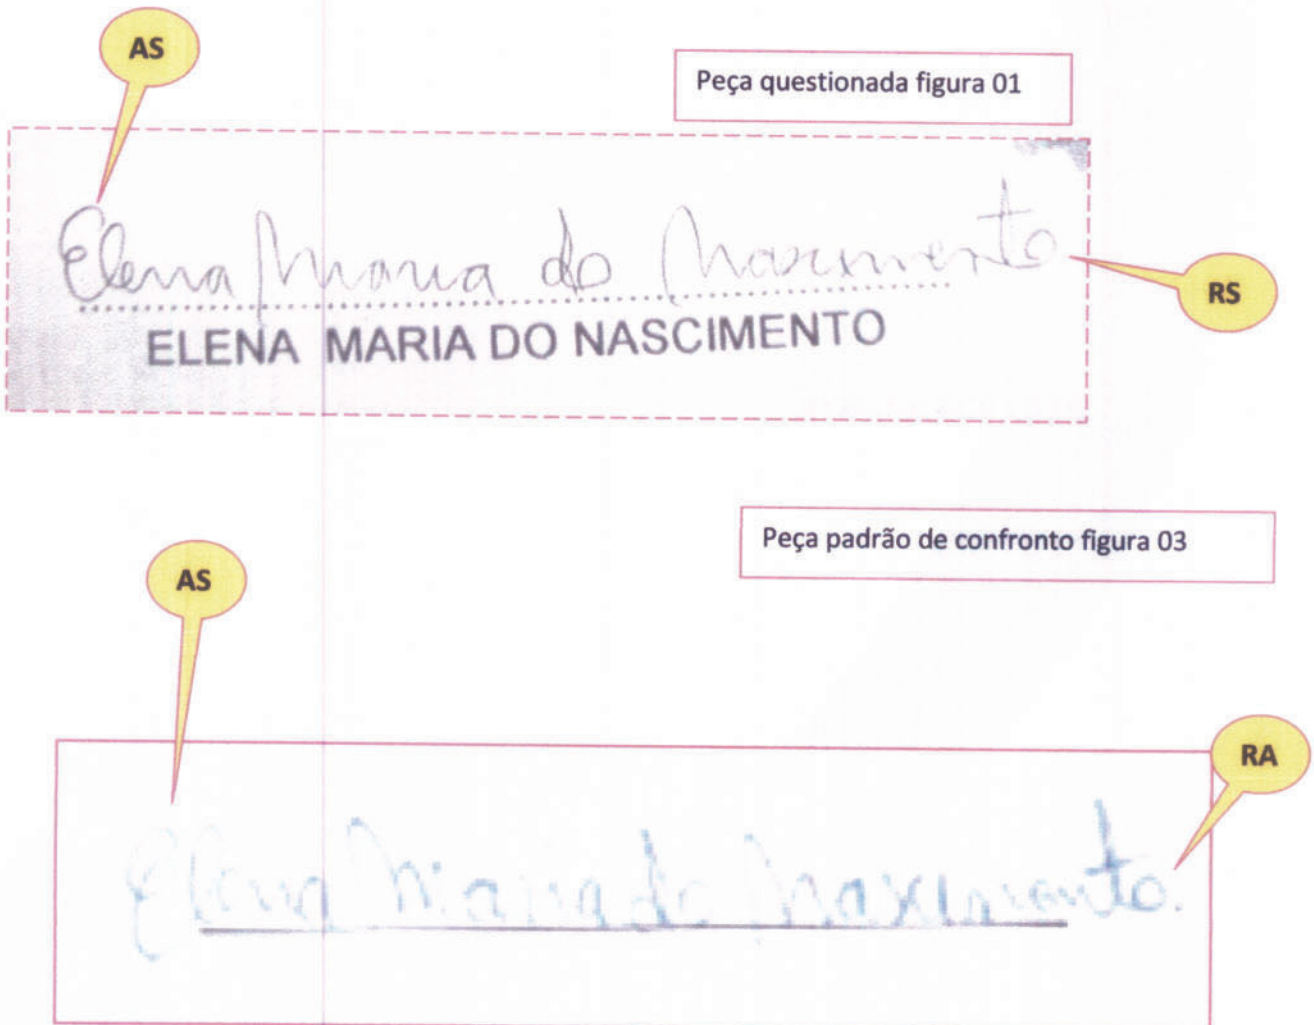 AS
Peça questionada figura 01
Elena Maria do Nascimento
RS
ELENA MARIA DO NASCIMENTO
Peça padrão de confronto figura 03
AS
RA
Elena Maria do Nascimento.